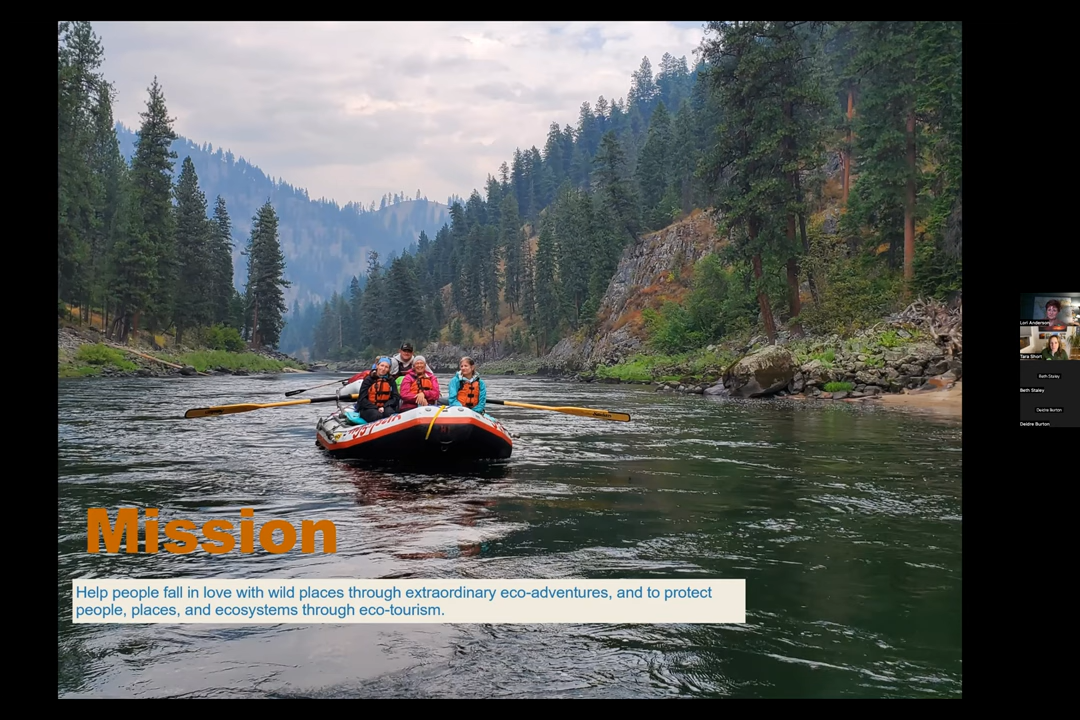 Mission
Help people fall in love with wild places through extraordinary eco-adventures, and to protect
people, places, and ecosystems through eco-tourism.
Lori Anderson
Tara Short
Beth Staley
Beth Staley
Deidre Burton
Deidre Burton